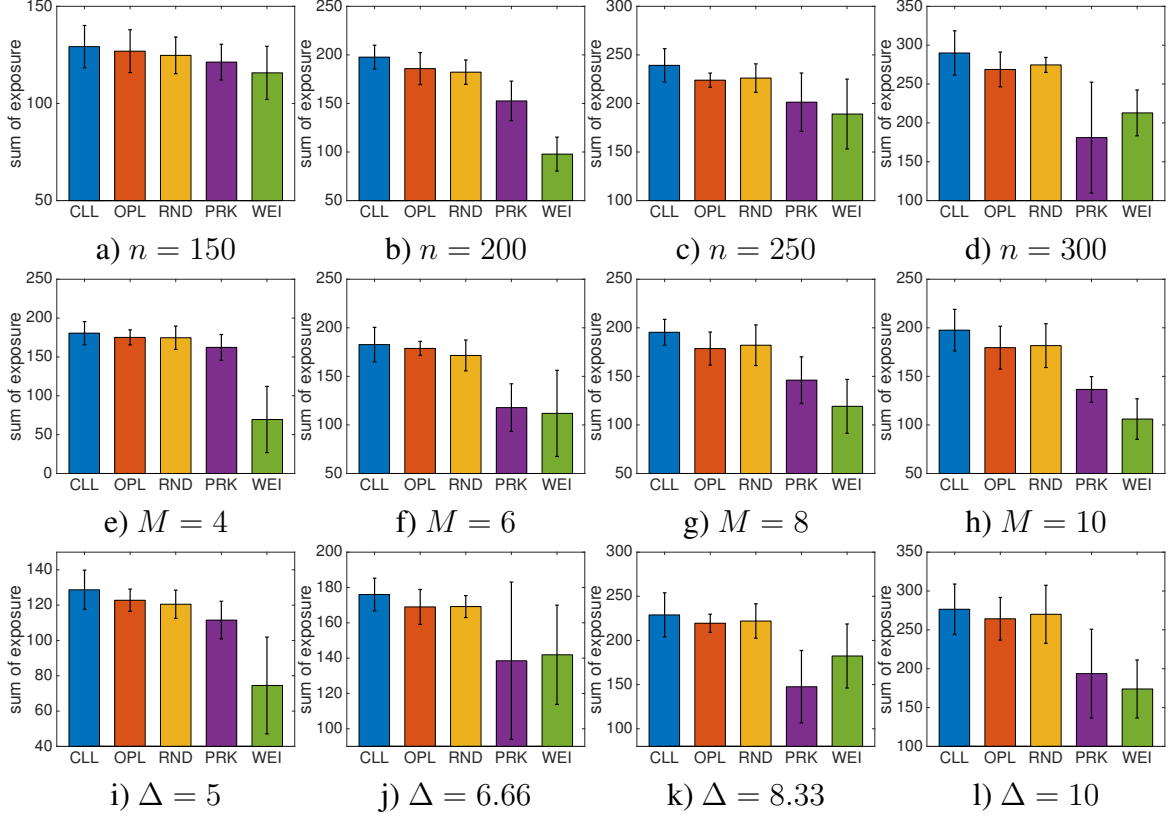 150
100
50
sum of exposure
CLL OPL RND PRK WEI
a) n = 150
250
200
150
100
50
sum of exposure
CLL OPL RND PRK WEI
b) n = 200
300
250
200
150
100
sum of exposure
CLL OPL RND PRK WEI
c) n = 250
350
300
250
200
150
100
sum of exposure
CLL OPL RND PRK WEI
d) n = 300
250
200
150
100
50
0
sum of exposure
CLL OPL RND PRK WEI
e) M = 4
250
200
150
100
50
sum of exposure
CLL OPL RND PRK WEI
f) M = 6
250
200
150
100
50
sum of exposure
CLL OPL RND PRK WEI
g) M = 8
250
200
150
100
50
sum of exposure
CLL OPL RND PRK WEI
h) M = 10
140
120
100
80
60
40
sum of exposure
CLL OPL RND PRK WEI
i) Δ = 5
200
180
160
140
120
100
sum of exposure
CLL OPL RND PRK WEI
j) Δ = 6.66
300
250
200
150
100
sum of exposure
CLL OPL RND PRK WEI
k) Δ = 8.33
350
300
250
200
150
100
sum of exposure
CLL OPL RND PRK WEI
l) Δ = 10